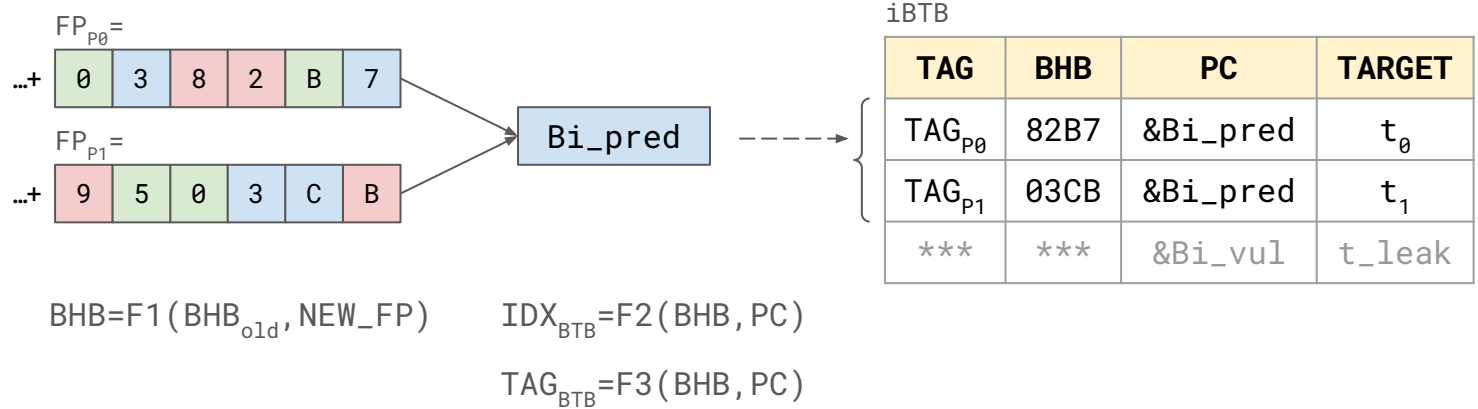 FP_P0=
…+ 0 3 8 2 B 7
FP_P1=
…+ 9 5 0 3 C B
Bi_pred
iBTB
TAG BHB PC TARGET
TAG_P0 82B7 &Bi_pred t_0
TAG_P1 03CB &Bi_pred t_1
*** *** &Bi_vul t_leak
BHB=F1(BHB_old,NEW_FP)
IDX_BTB=F2(BHB,PC)
TAG_BTB=F3(BHB,PC)